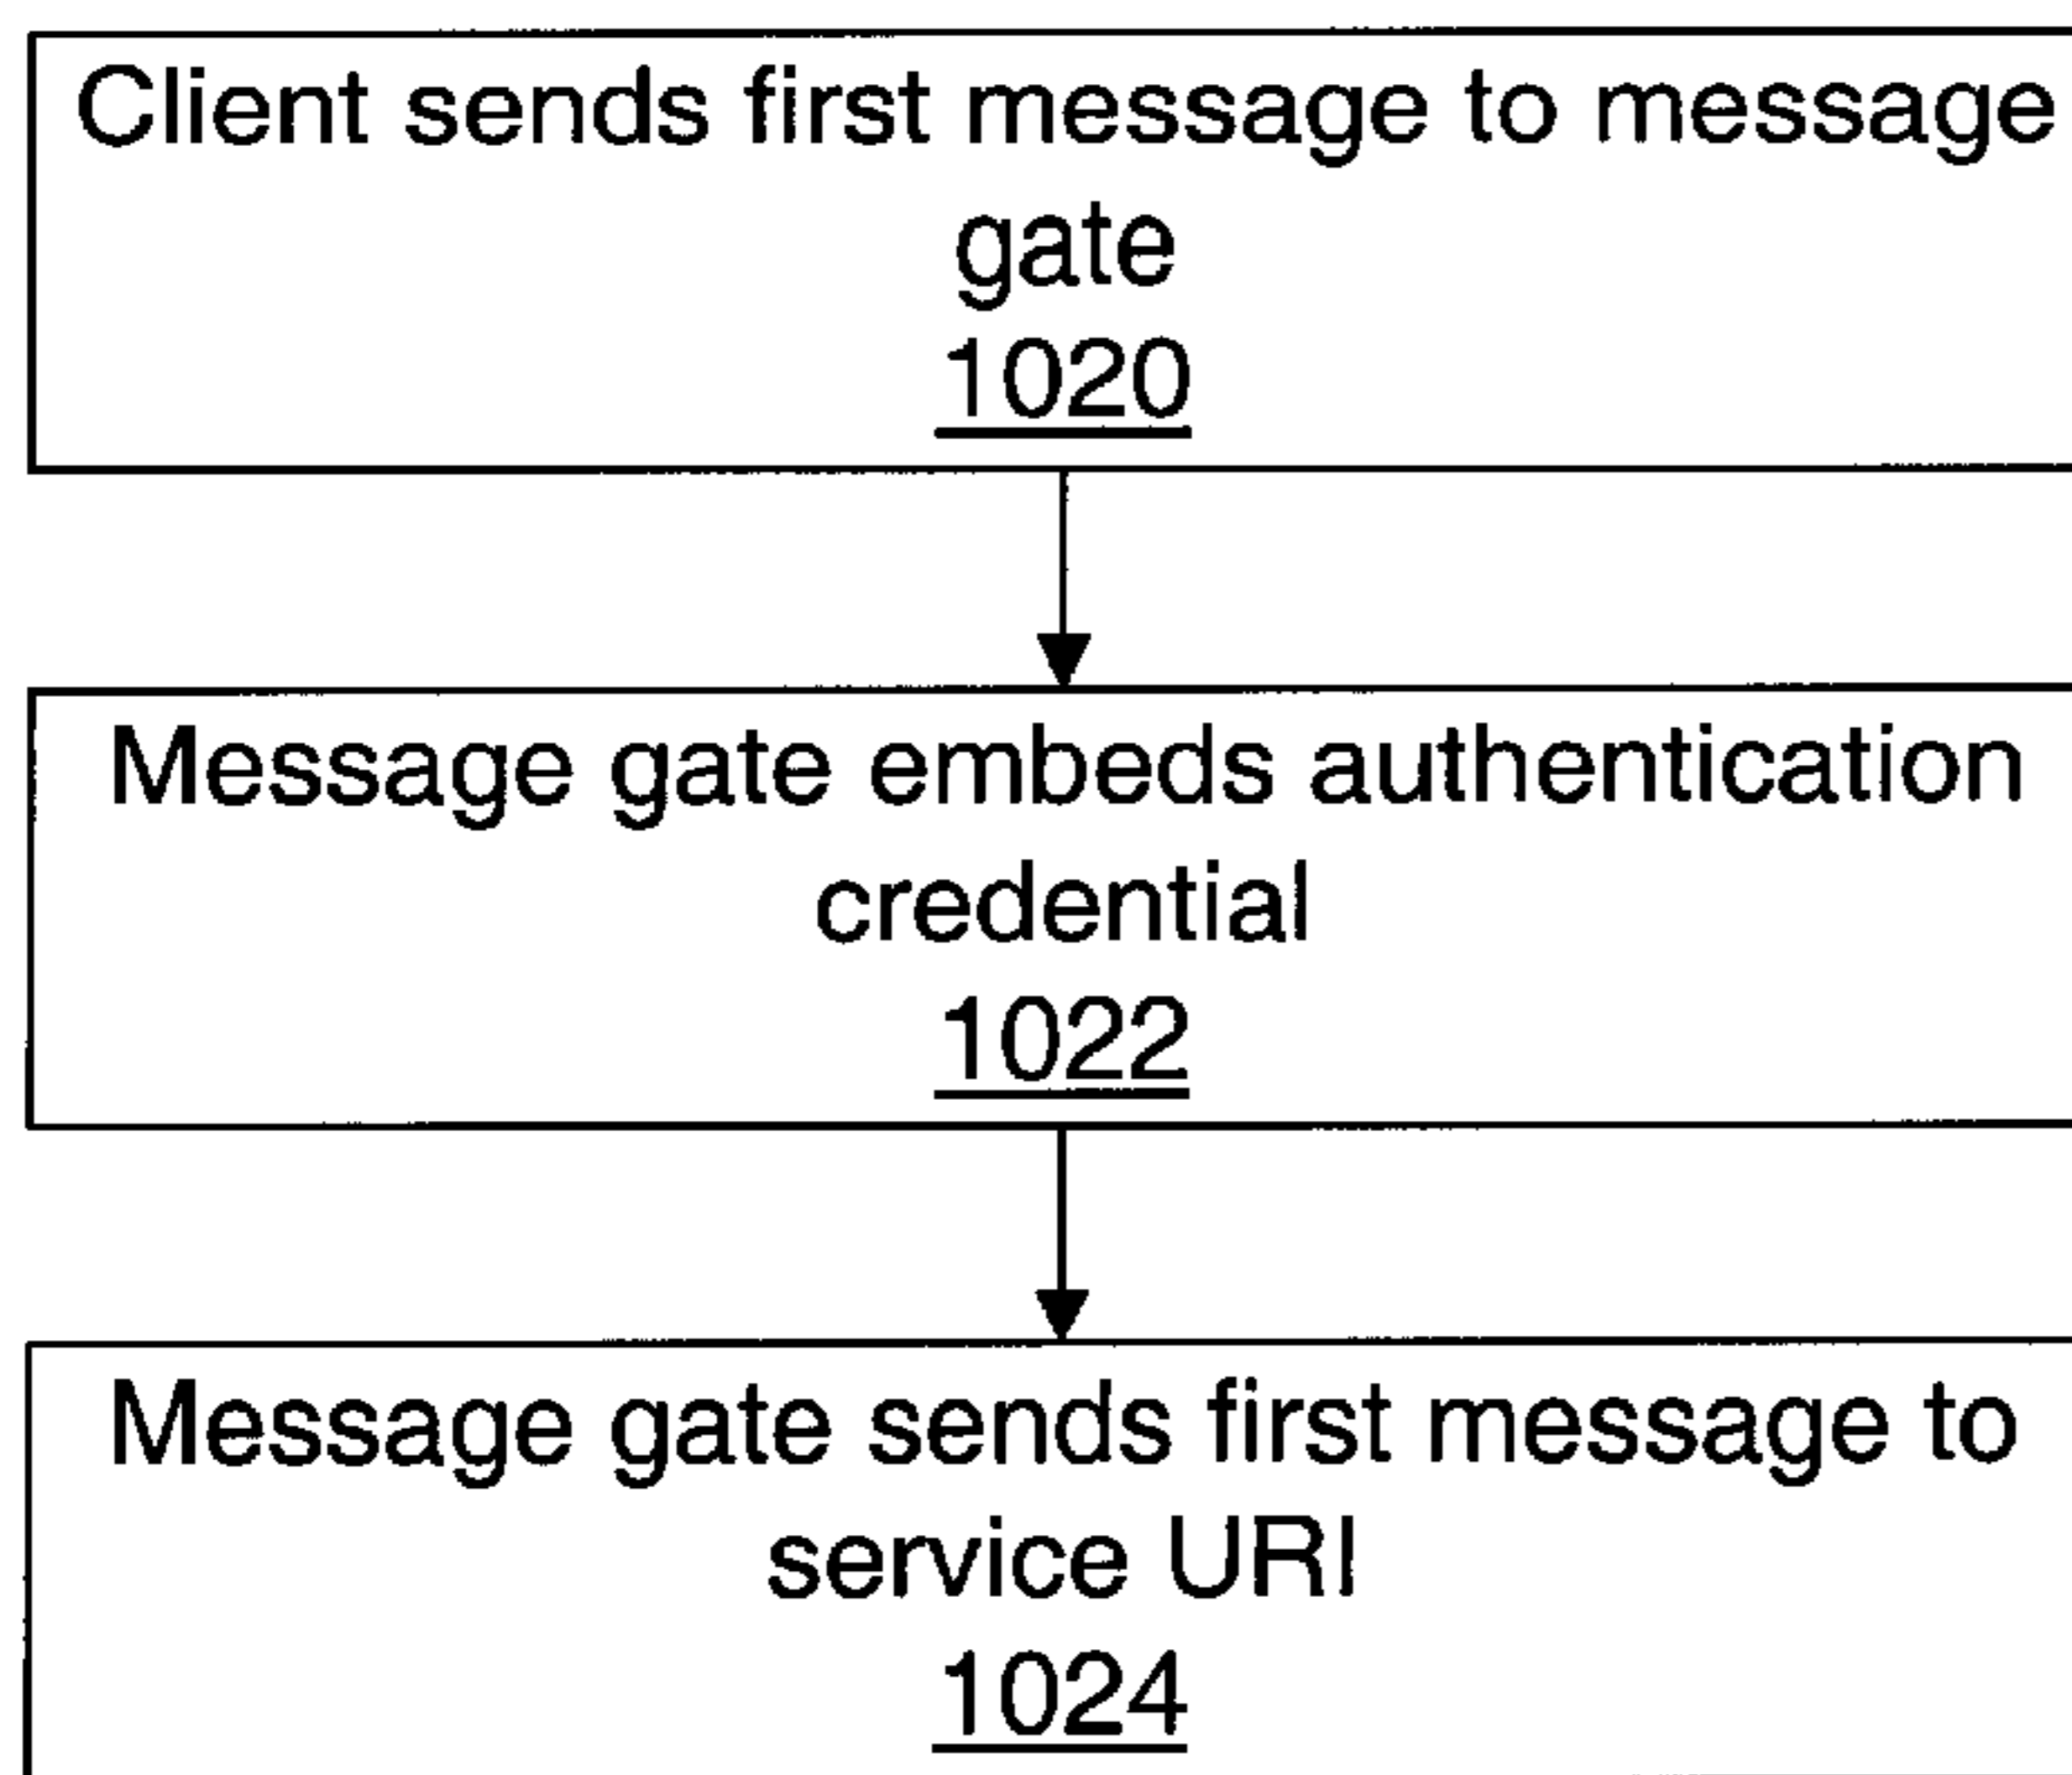 Client sends first message to message
gate
1020
Message gate embeds authentication
credential
1022
Message gate sends first message to
service URI
1024